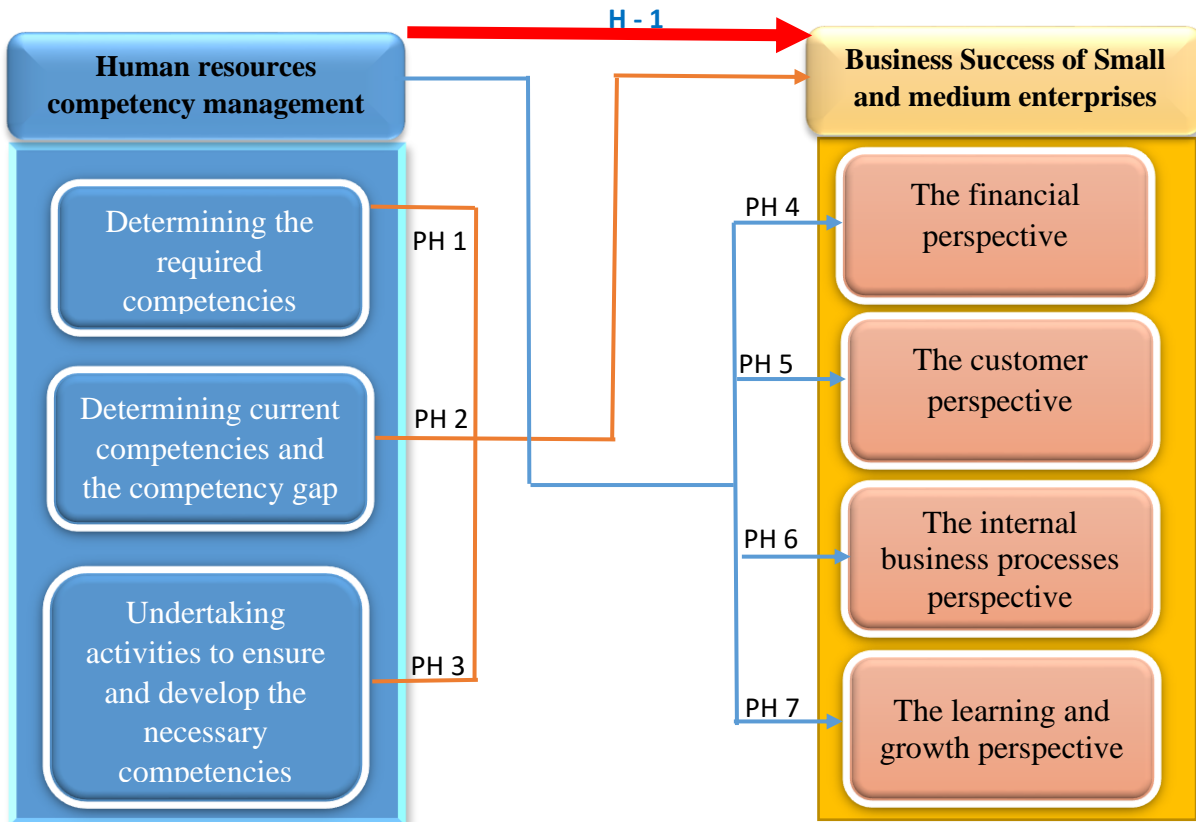 H - 1
Human resources
competency management
Business Success of Small
and medium enterprises
Determining the
required
competencies
PH 1
Determining current
competencies and
the competency gap
PH 2
Undertaking
activities to ensure
and develop the
necessary
competencies
PH 3
PH 4
The financial
perspective
PH 5
The customer
perspective
PH 6
The internal
business processes
perspective
PH 7
The learning and
growth perspective